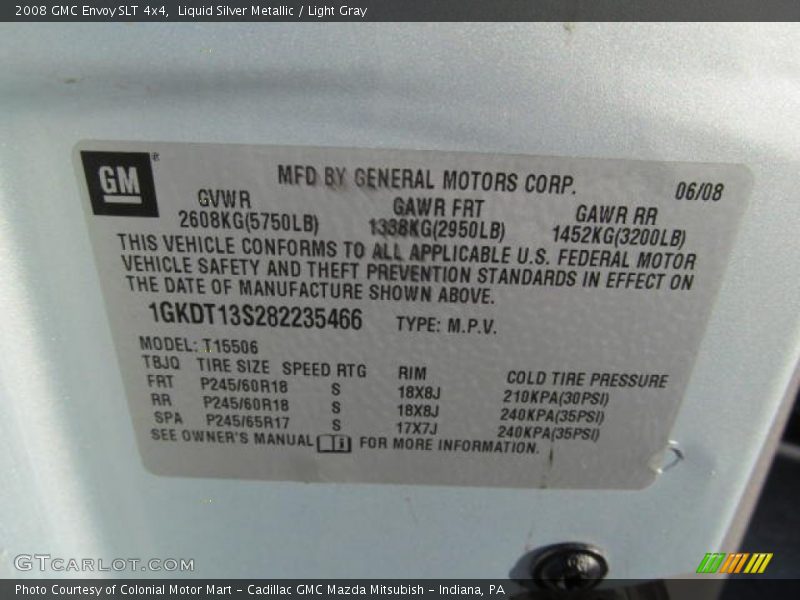 2008 GMC Envoy SLT 4x4, Liquid Silver Metallic / Light Gray
GM ®
MFD BY GENERAL MOTORS CORP. 06/08
GVWR GAWR FRT GAWR RR
2608KG(5750LB) 1338KG(2950LB) 1452KG(3200LB)
THIS VEHICLE CONFORMS TO ALL APPLICABLE U.S. FEDERAL MOTOR
VEHICLE SAFETY AND THEFT PREVENTION STANDARDS IN EFFECT ON
THE DATE OF MANUFACTURE SHOWN ABOVE.
1GKDT13S282235466 TYPE: M.P.V.
MODEL: T15506
TBJQ TIRE SIZE SPEED RTG RIM COLD TIRE PRESSURE
FRT P245/60R18 S 18X8J 210KPA(30PSI)
RR P245/60R18 S 18X8J 240KPA(35PSI)
SPA P245/65R17 S 17X7J 240KPA(35PSI)
SEE OWNER'S MANUAL FOR MORE INFORMATION.
GTCarLot.com
Photo Courtesy of Colonial Motor Mart - Cadillac GMC Mazda Mitsubish - Indiana, PA